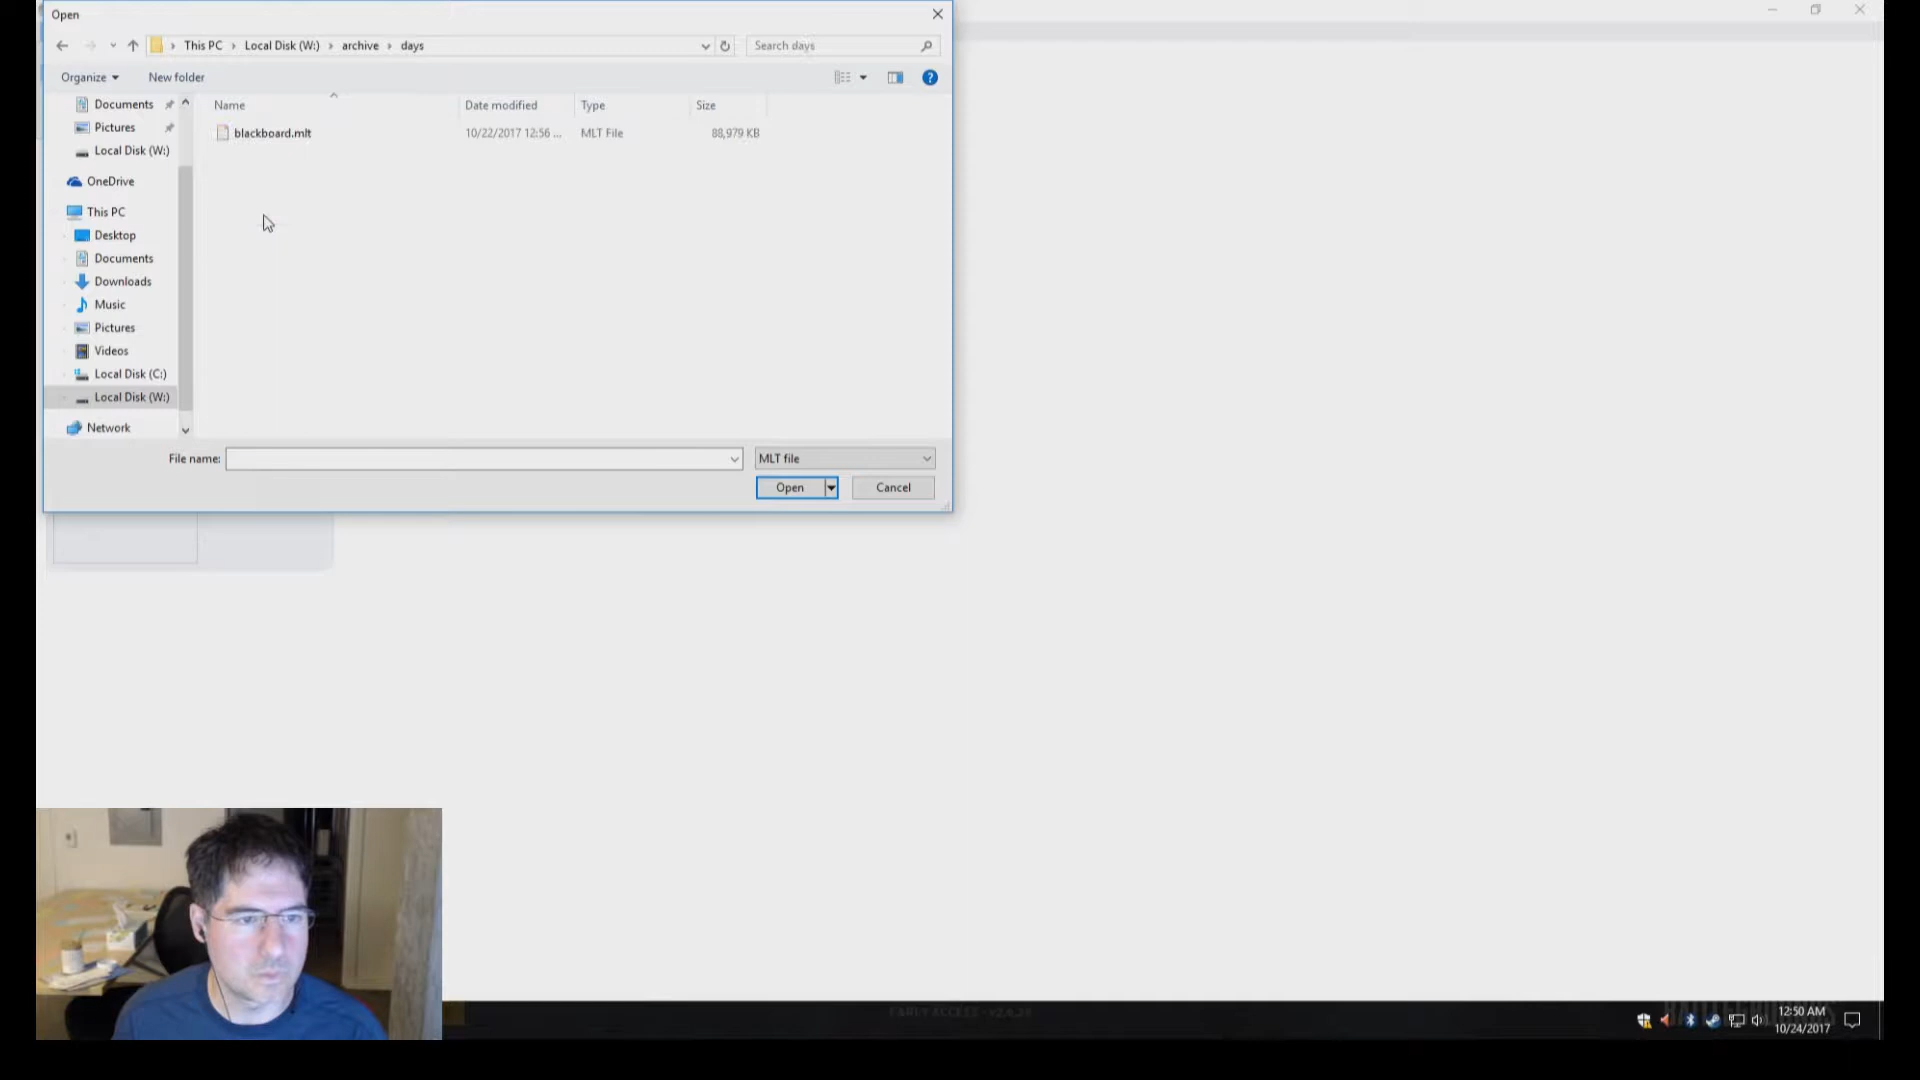 Open
This PC
Local Disk (W:)
archive
days
Search days
Organize
New folder
Name
Date modified
Type
Size
blackboard.mlt
10/22/2017 12:56 ...
MLT File
88,979 KB
Documents
Pictures
Local Disk (W:)
OneDrive
This PC
Desktop
Documents
Downloads
Music
Pictures
Videos
Local Disk (C:)
Local Disk (W:)
Network
File name:
MLT file
Open
Cancel
EARLY ACCESS
12:50 AM
10/24/2017